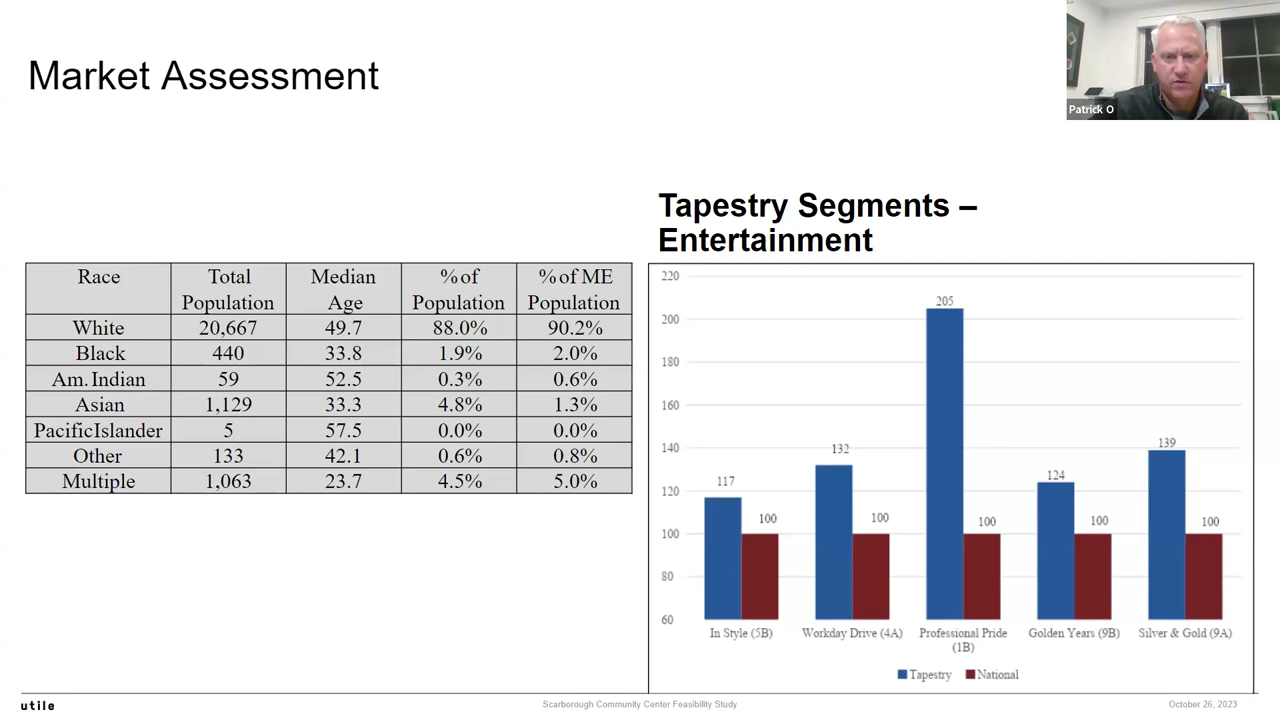 Market Assessment
Patrick O
Race Total Population Median Age % of Population % of ME Population
White 20,667 49.7 88.0% 90.2%
Black 440 33.8 1.9% 2.0%
Am. Indian 59 52.5 0.3% 0.6%
Asian 1,129 33.3 4.8% 1.3%
Pacific Islander 5 57.5 0.0% 0.0%
Other 133 42.1 0.6% 0.8%
Multiple 1,063 23.7 4.5% 5.0%
Tapestry Segments –
Entertainment
220
200
180
160
140
120
100
80
60
117 100
132 100
205 100
124 100
139 100
In Style (5B) Workday Drive (4A) Professional Pride (1B) Golden Years (9B) Silver & Gold (9A)
Tapestry National
utile
Scarborough Community Center Feasibility Study
October 26, 2023